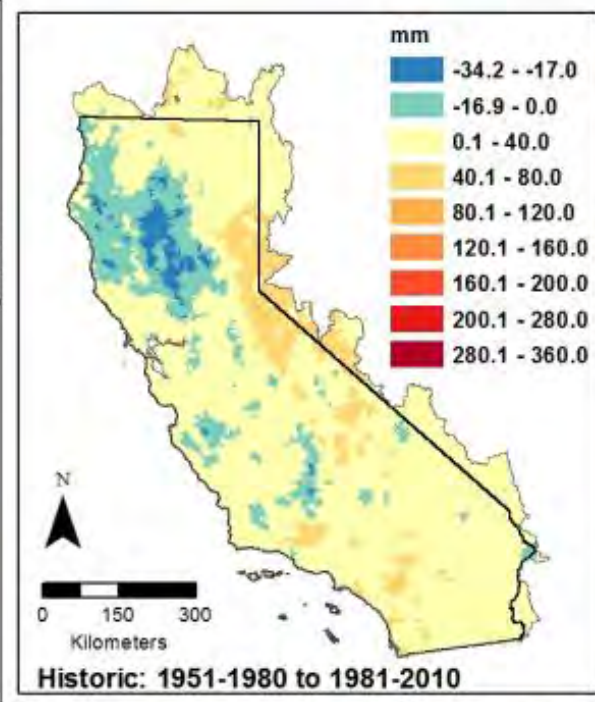 mm
-34.2 - -17.0
-16.9 - 0.0
0.1 - 40.0
40.1 - 80.0
80.1 - 120.0
120.1 - 160.0
160.1 - 200.0
200.1 - 280.0
280.1 - 360.0
N
0 150 300
Kilometers
Historic: 1951-1980 to 1981-2010